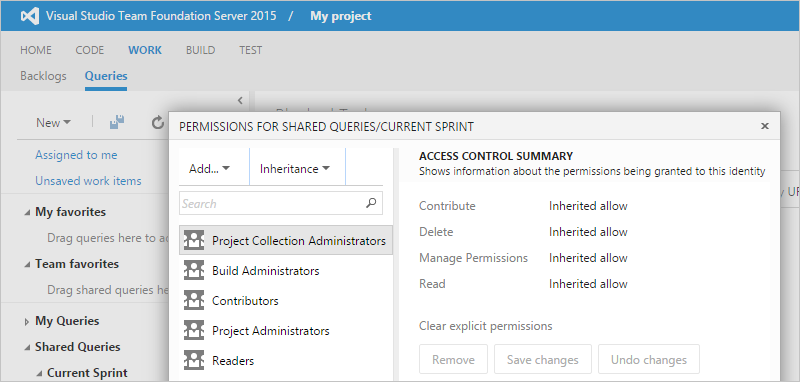 Visual Studio Team Foundation Server 2015 / My project
HOME CODE WORK BUILD TEST
Backlogs Queries
New
Assigned to me
Unsaved work items
My favorites
Drag queries here to
Team favorites
Drag shared queries
My Queries
Shared Queries
Current Sprint
PERMISSIONS FOR SHARED QUERIES/CURRENT SPRINT
Add... Inheritance
Search
Project Collection Administrators
Build Administrators
Contributors
Project Administrators
Readers
ACCESS CONTROL SUMMARY
Shows information about the permissions being granted to this identity
Contribute Inherited allow
Delete Inherited allow
Manage Permissions Inherited allow
Read Inherited allow
Clear explicit permissions
Remove Save changes Undo changes